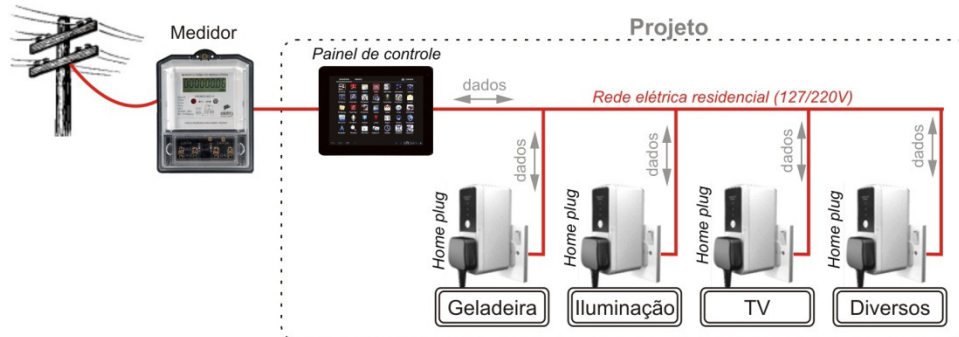 Projeto
Medidor
Painel de controle
dados
Rede elétrica residencial (127/220V)
dados
dados
dados
dados
Home plug
Home plug
Home plug
Home plug
Geladeira
Iluminação
TV
Diversos